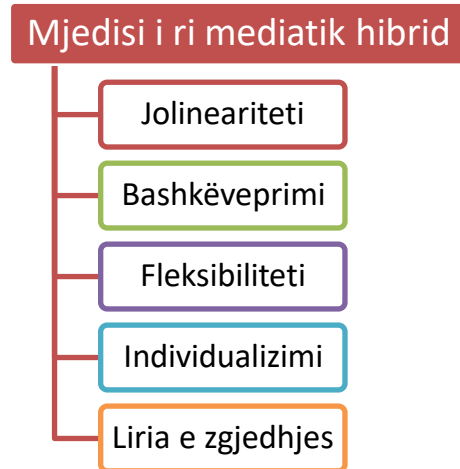 Mjedisi i ri mediatik hibrid
Jolineariteti
Bashkëveprimi
Fleksibiliteti
Individualizimi
Liria e zgjedhjes